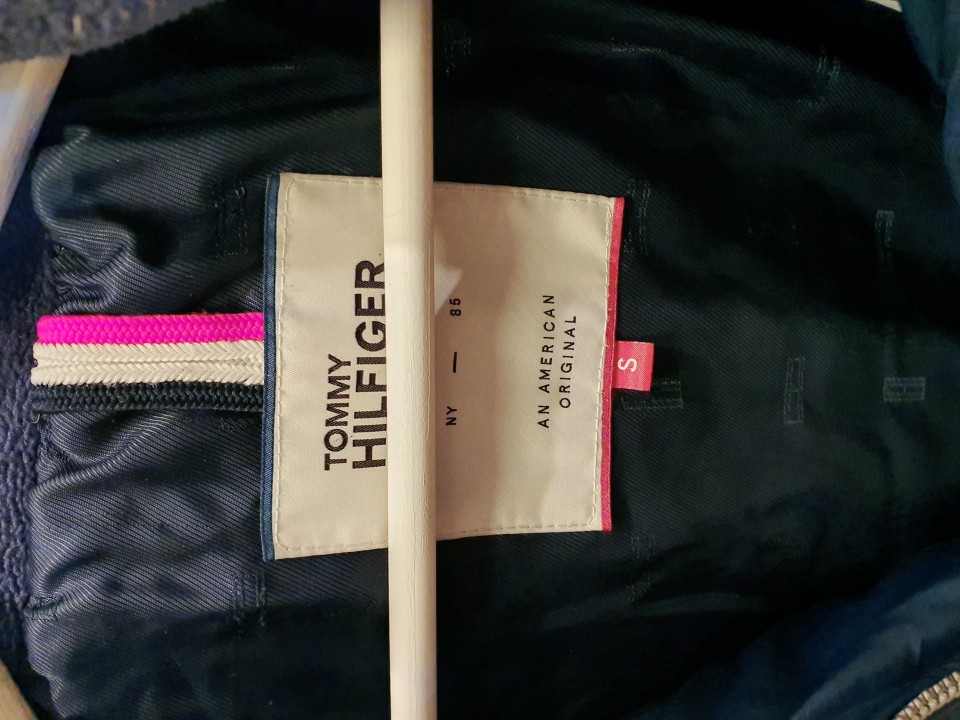 TOMMY
HILFIGER
NY — 85
AN AMERICAN
ORIGINAL
S